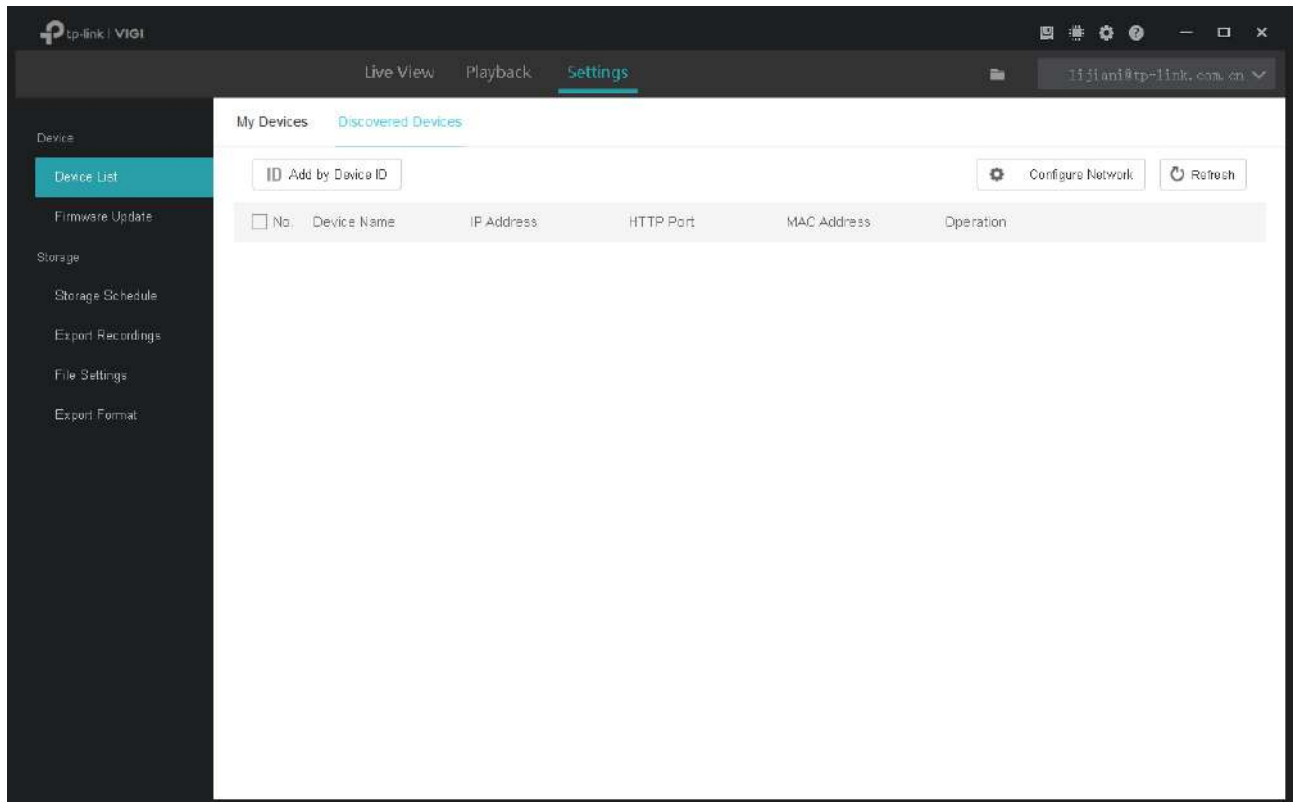 tp-link | VIGI
Live View Playback Settings lijiani@tp-link.com.cn
My Devices Discovered Devices
Device
Device List
ID Add by Device ID Configure Network Refresh
Firmware Update
No. Device Name IP Address HTTP Port MAC Address Operation
Storage
Storage Schedule
Export Recordings
File Settings
Export Format